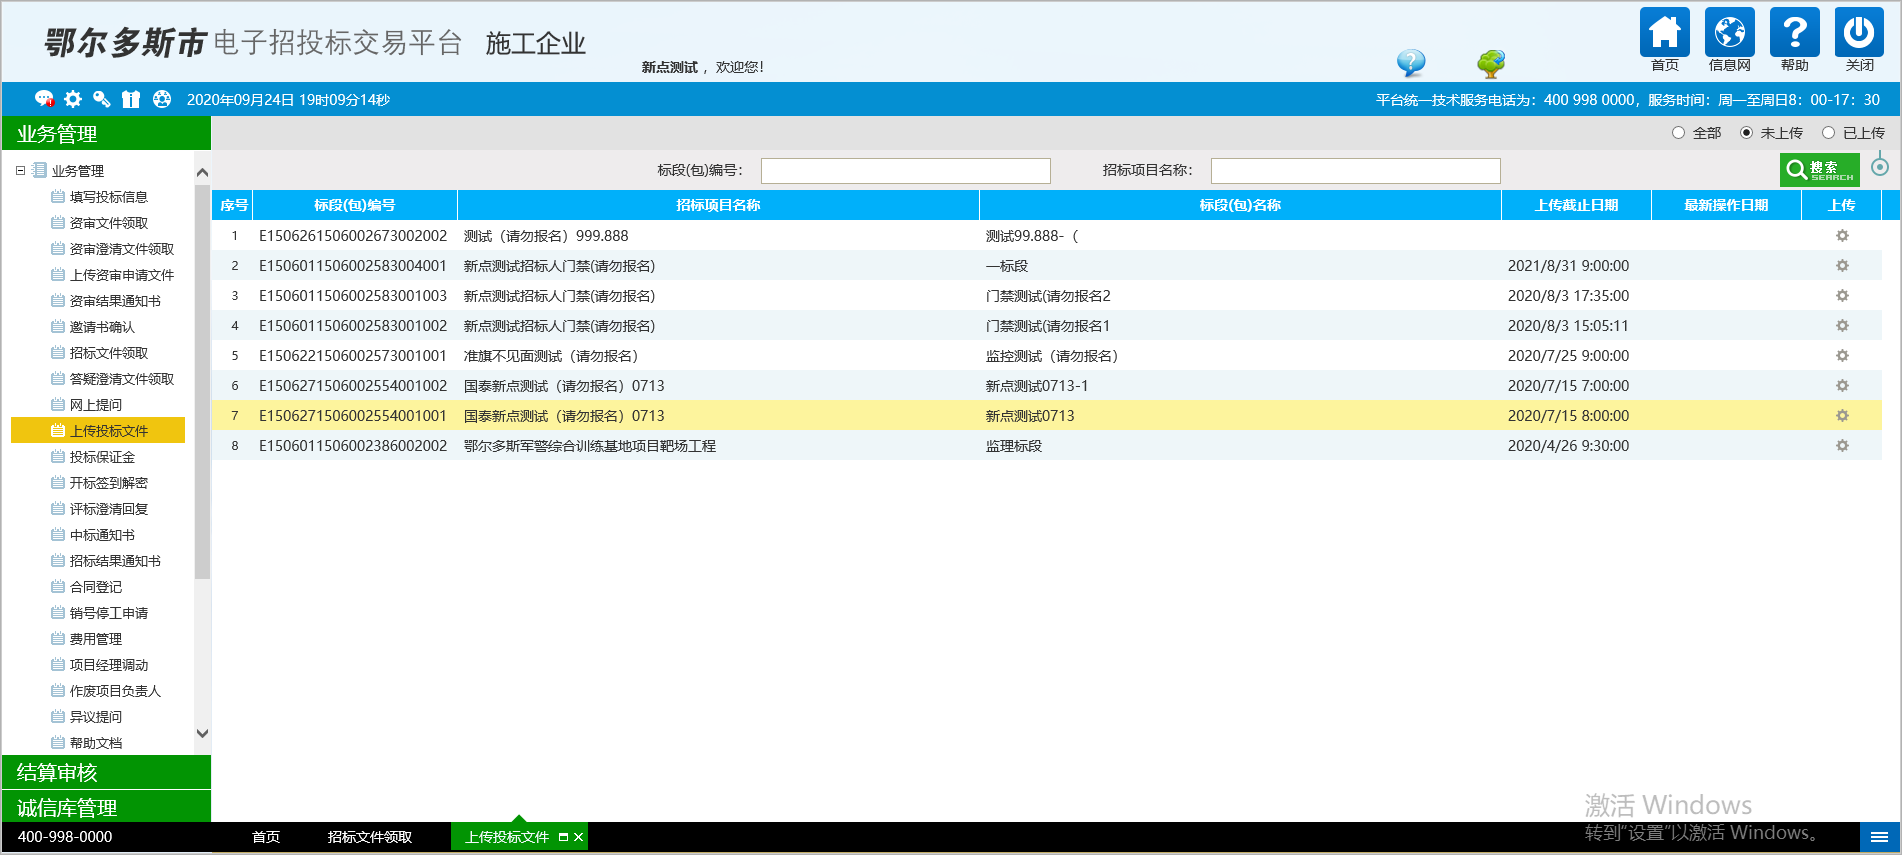 鄂尔多斯市电子招投标交易平台 施工企业
新点测试 ，欢迎您！
首页 信息网 帮助 关闭
2020年09月24日 19时09分14秒
平台统一技术服务电话为：400 998 0000，服务时间：周一至周日8：00-17：30
业务管理
全部 未上传 已上传
标段(包)编号： 招标项目名称： 搜索 SEARCH
业务管理
填写投标信息
资审文件领取
资审澄清文件领取
上传资审申请文件
资审结果通知书
邀请书确认
招标文件领取
答疑澄清文件领取
网上提问
上传投标文件
投标保证金
开标签到解密
评标澄清回复
中标通知书
招标结果通知书
合同登记
销号停工申请
费用管理
项目经理调动
作废项目负责人
异议提问
帮助文档
结算审核
诚信库管理
序号 标段(包)编号 招标项目名称 标段(包)名称 上传截止日期 最新操作日期 上传
1 E1506261506002673002002 测试（请勿报名）999.888 测试99.888-（
2 E1506011506002583004001 新点测试招标人门禁(请勿报名) 一标段 2021/8/31 9:00:00
3 E1506011506002583001003 新点测试招标人门禁(请勿报名) 门禁测试(请勿报名2 2020/8/3 17:35:00
4 E1506011506002583001002 新点测试招标人门禁(请勿报名) 门禁测试(请勿报名1 2020/8/3 15:05:11
5 E1506221506002573001001 准旗不见面测试（请勿报名） 监控测试（请勿报名） 2020/7/25 9:00:00
6 E1506271506002554001002 国泰新点测试（请勿报名）0713 新点测试0713-1 2020/7/15 7:00:00
7 E1506271506002554001001 国泰新点测试（请勿报名）0713 新点测试0713 2020/7/15 8:00:00
8 E1506011506002386002002 鄂尔多斯军警综合训练基地项目靶场工程 监理标段 2020/4/26 9:30:00
激活 Windows
转到“设置”以激活 Windows。
400-998-0000 首页 招标文件领取 上传投标文件